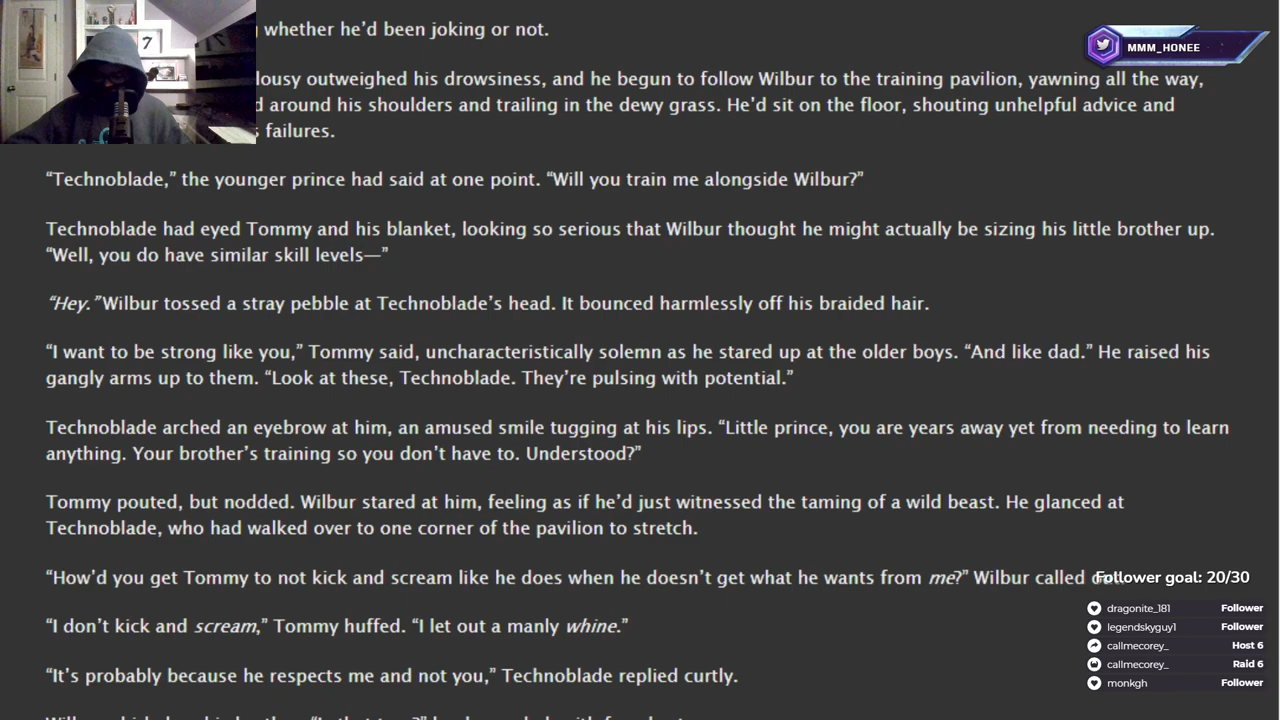 whether he'd been joking or not.
lousy outweighed his drowsiness, and he begun to follow Wilbur to the training pavilion, yawning all the way,
around his shoulders and trailing in the dewy grass. He'd sit on the floor, shouting unhelpful advice and
failures.
“Technoblade,” the younger prince had said at one point. “Will you train me alongside Wilbur?”
Technoblade had eyed Tommy and his blanket, looking so serious that Wilbur thought he might actually be sizing his little brother up.
“Well, you do have similar skill levels—”
“Hey.” Wilbur tossed a stray pebble at Technoblade’s head. It bounced harmlessly off his braided hair.
“I want to be strong like you,” Tommy said, uncharacteristically solemn as he stared up at the older boys. “And like dad.” He raised his
gangly arms up to them. “Look at these, Technoblade. They’re pulsing with potential.”
Technoblade arched an eyebrow at him, an amused smile tugging at his lips. “Little prince, you are years away yet from needing to learn
anything. Your brother’s training so you don’t have to. Understood?”
Tommy pouted, but nodded. Wilbur stared at him, feeling as if he’d just witnessed the taming of a wild beast. He glanced at
Technoblade, who had walked over to one corner of the pavilion to stretch.
“How’d you get Tommy to not kick and scream like he does when he doesn’t get what he wants from me?” Wilbur called
“I don’t kick and scream,” Tommy huffed. “I let out a manly whine.”
“It’s probably because he respects me and not you,” Technoblade replied curtly.
MMM_HONEE
7
Follower goal: 20/30
dragonite_181 Follower
legendskyguy1 Follower
callmecorey_ Host 6
callmecorey_ Raid 6
monkgh Follower